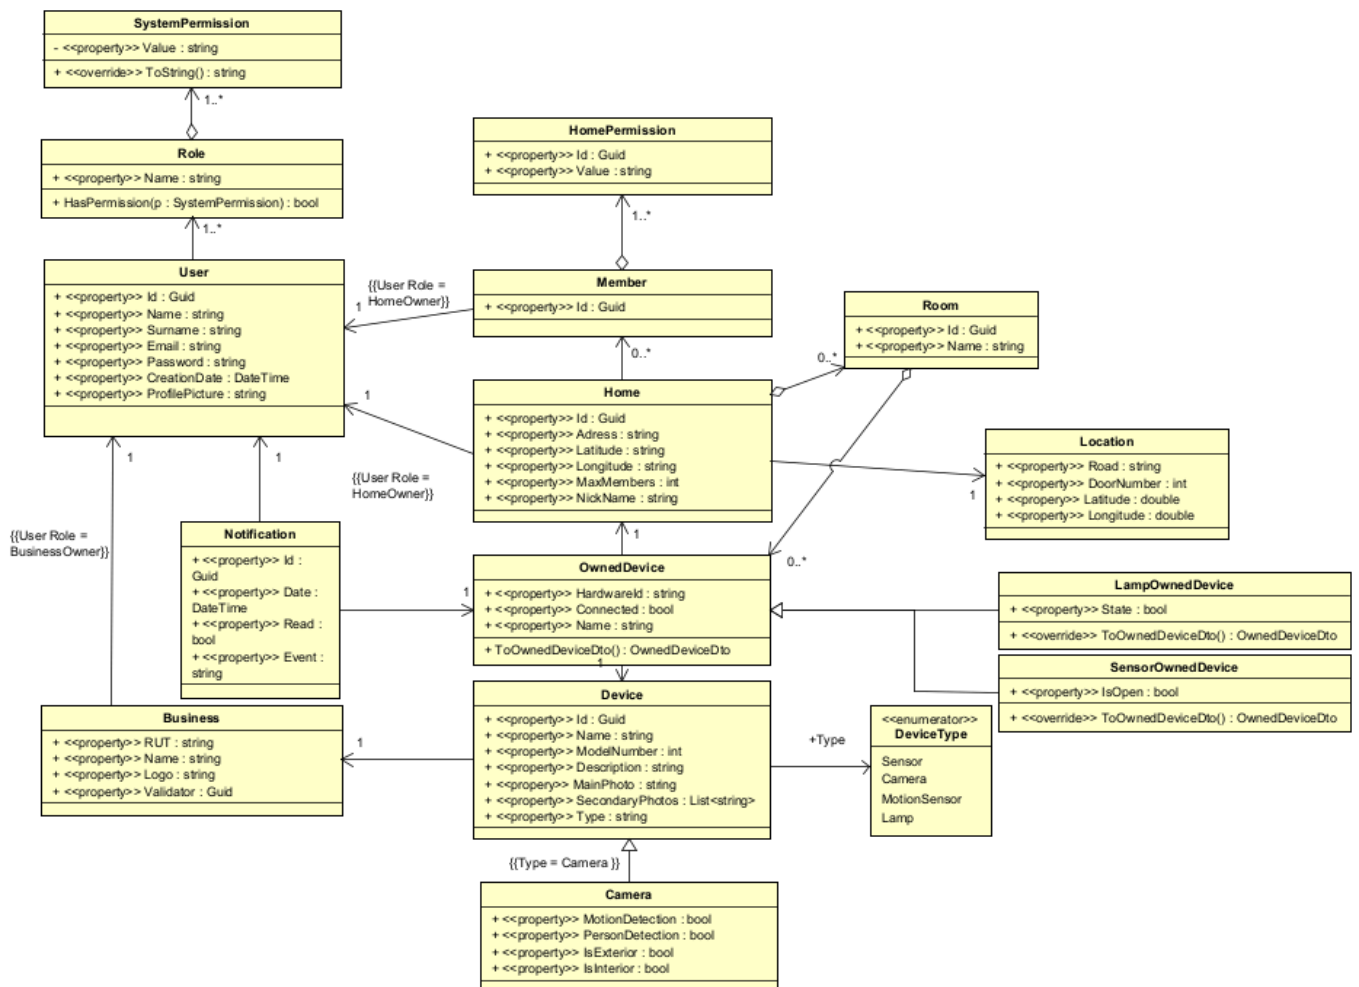 SystemPermission
- <<property>> Value : string
+ <<override>> ToString() : string
1..*
Role
+ <<property>> Name : string
+ HasPermission(p : SystemPermission) : bool
1..*
User
+ <<property>> Id : Guid
+ <<property>> Name : string
+ <<property>> Surname : string
+ <<property>> Email : string
+ <<property>> Password : string
+ <<property>> CreationDate : DateTime
+ <<property>> ProfilePicture : string
HomePermission
+ <<property>> Id : Guid
+ <<property>> Value : string
1..*
{{User Role =
HomeOwner}}
1
Member
+ <<property>> Id : Guid
0..*
Room
+ <<property>> Id : Guid
+ <<property>> Name : string
0..*
1
Home
+ <<property>> Id : Guid
+ <<property>> Adress : string
+ <<property>> Latitude : string
+ <<property>> Longitude : string
+ <<property>> MaxMembers : int
+ <<property>> NickName : string
{{User Role =
HomeOwner}}
Location
+ <<property>> Road : string
+ <<property>> DoorNumber : int
+ <<propery>> Latitude : double
+ <<property>> Longitude : double
1
1
1
{{User Role =
BusinessOwner}}
Notification
+ <<property>> Id :
Guid
+ <<property>> Date :
DateTime
+ <<property>> Read :
bool
+ <<property>> Event :
string
1
1
0..*
OwnedDevice
+ <<property>> HardwareId : string
+ <<property>> Connected : bool
+ <<property>> Name : string
+ ToOwnedDeviceDto() : OwnedDeviceDto
1
LampOwnedDevice
+ <<property>> State : bool
+ <<override>> ToOwnedDeviceDto() : OwnedDeviceDto
SensorOwnedDevice
+ <<property>> IsOpen : bool
+ <<override>> ToOwnedDeviceDto() : OwnedDeviceDto
Business
+ <<property>> RUT : string
+ <<property>> Name : string
+ <<property>> Logo : string
+ <<property>> Validator : Guid
1
Device
+ <<property>> Id : Guid
+ <<property>> Name : string
+ <<property>> ModelNumber : int
+ <<property>> Description : string
+ <<property>> MainPhoto : string
+ <<property>> SecondaryPhotos : List<string>
+ <<property>> Type : string
+Type
<<enumerator>>
DeviceType
Sensor
Camera
MotionSensor
Lamp
{{Type = Camera }}
Camera
+ <<property>> MotionDetection : bool
+ <<property>> PersonDetection : bool
+ <<property>> IsExterior : bool
+ <<property>> IsInterior : bool